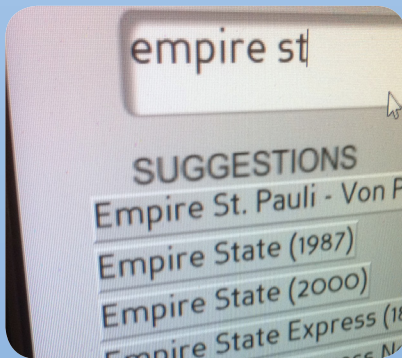 empire st
SUGGESTIONS
Empire St. Pauli - Von
Empire State (1987)
Empire State (2000)
Empire State Express